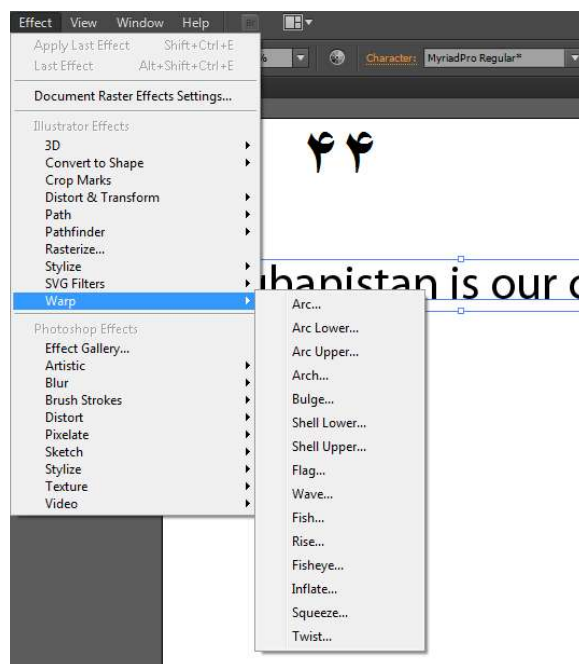 Effect View Window Help Br
Apply Last Effect Shift+Ctrl+E
Last Effect Alt+Shift+Ctrl+E
% Character: MyriadPro Regular*
Document Raster Effects Settings...
Illustrator Effects
3D
Convert to Shape
Crop Marks
Distort & Transform
Path
Pathfinder
Rasterize...
Stylize
SVG Filters
Warp
Photoshop Effects
Effect Gallery...
Artistic
Blur
Brush Strokes
Distort
Pixelate
Sketch
Stylize
Texture
Video
۴۴
is our
Arc...
Arc Lower...
Arc Upper...
Arch...
Bulge...
Shell Lower...
Shell Upper...
Flag...
Wave...
Fish...
Rise...
Fisheye...
Inflate...
Squeeze...
Twist...